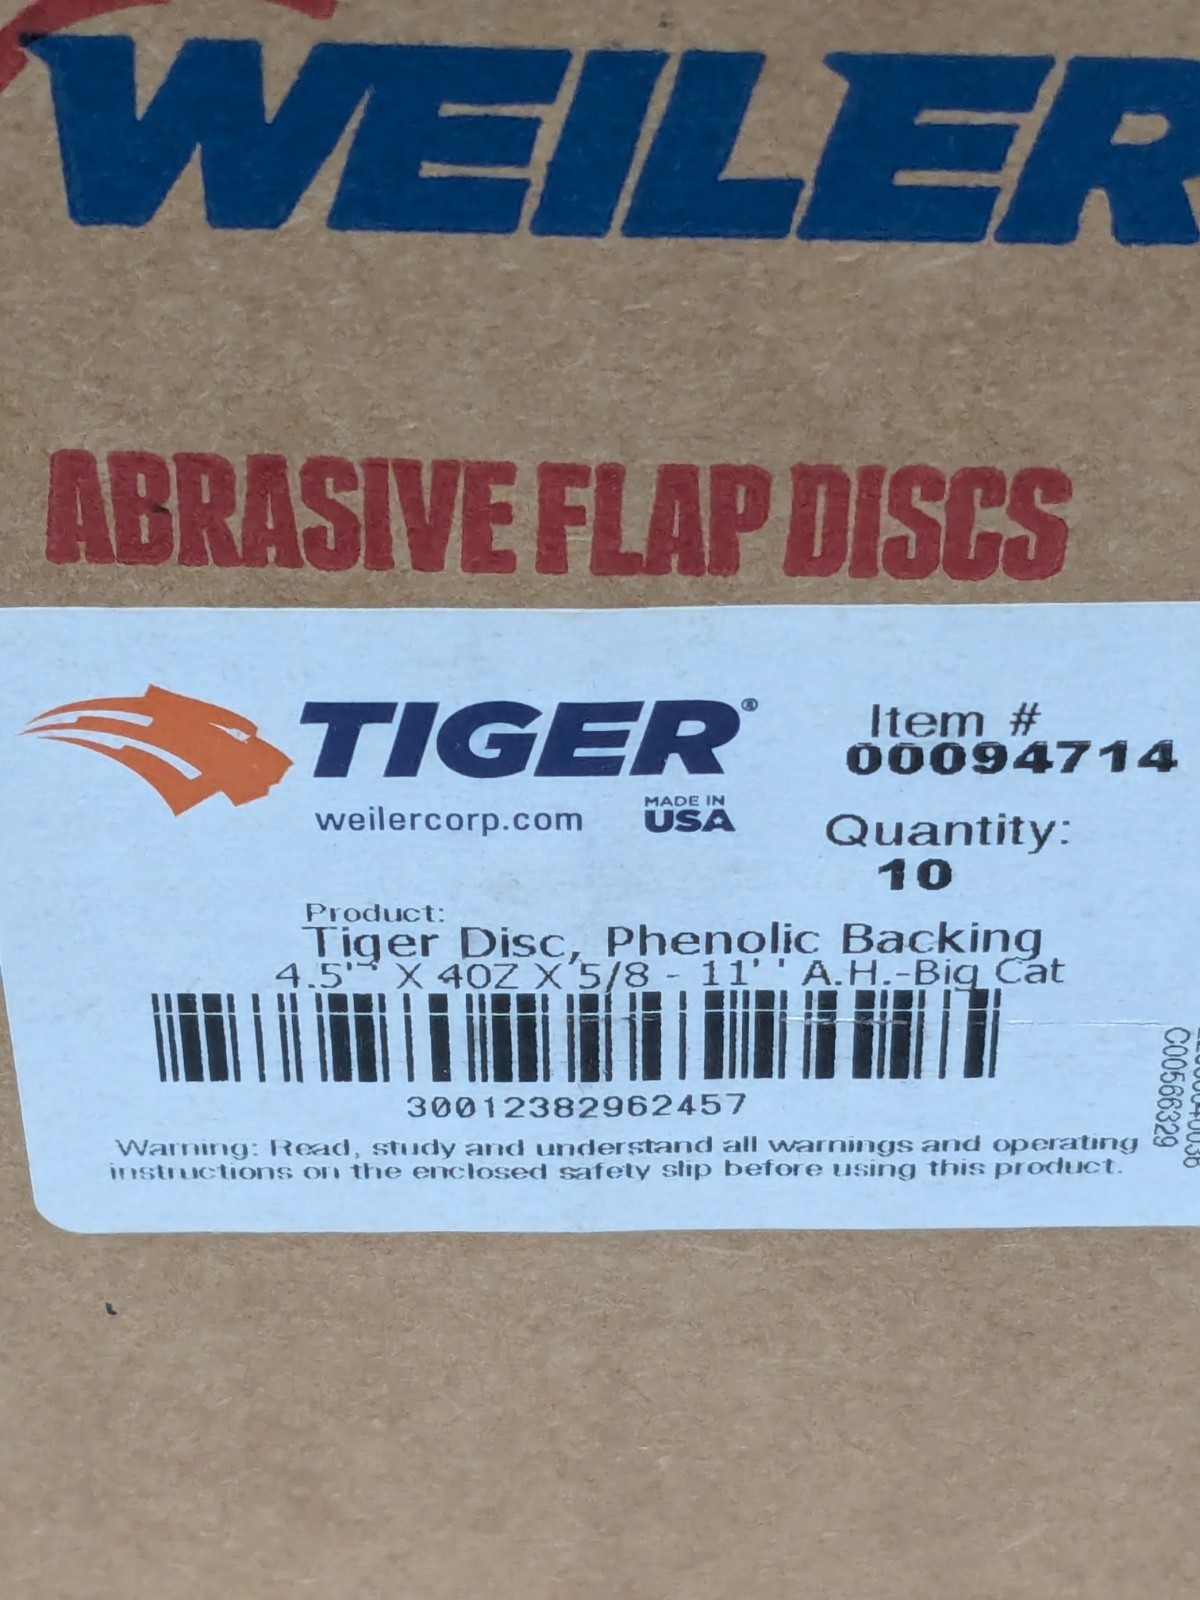 WEILER
ABRASIVE FLAP DISCS
TIGER®
weilercorp.com
MADE IN
USA
Item #
00094714
Quantity:
10
Product:
Tiger Disc, Phenolic Backing
4.5'' X 40Z X 5/8 - 11'' A.H.-Big Cat
30012382962457
Warning: Read, study and understand all warnings and operating
instructions on the enclosed safety slip before using this product.
C00566329